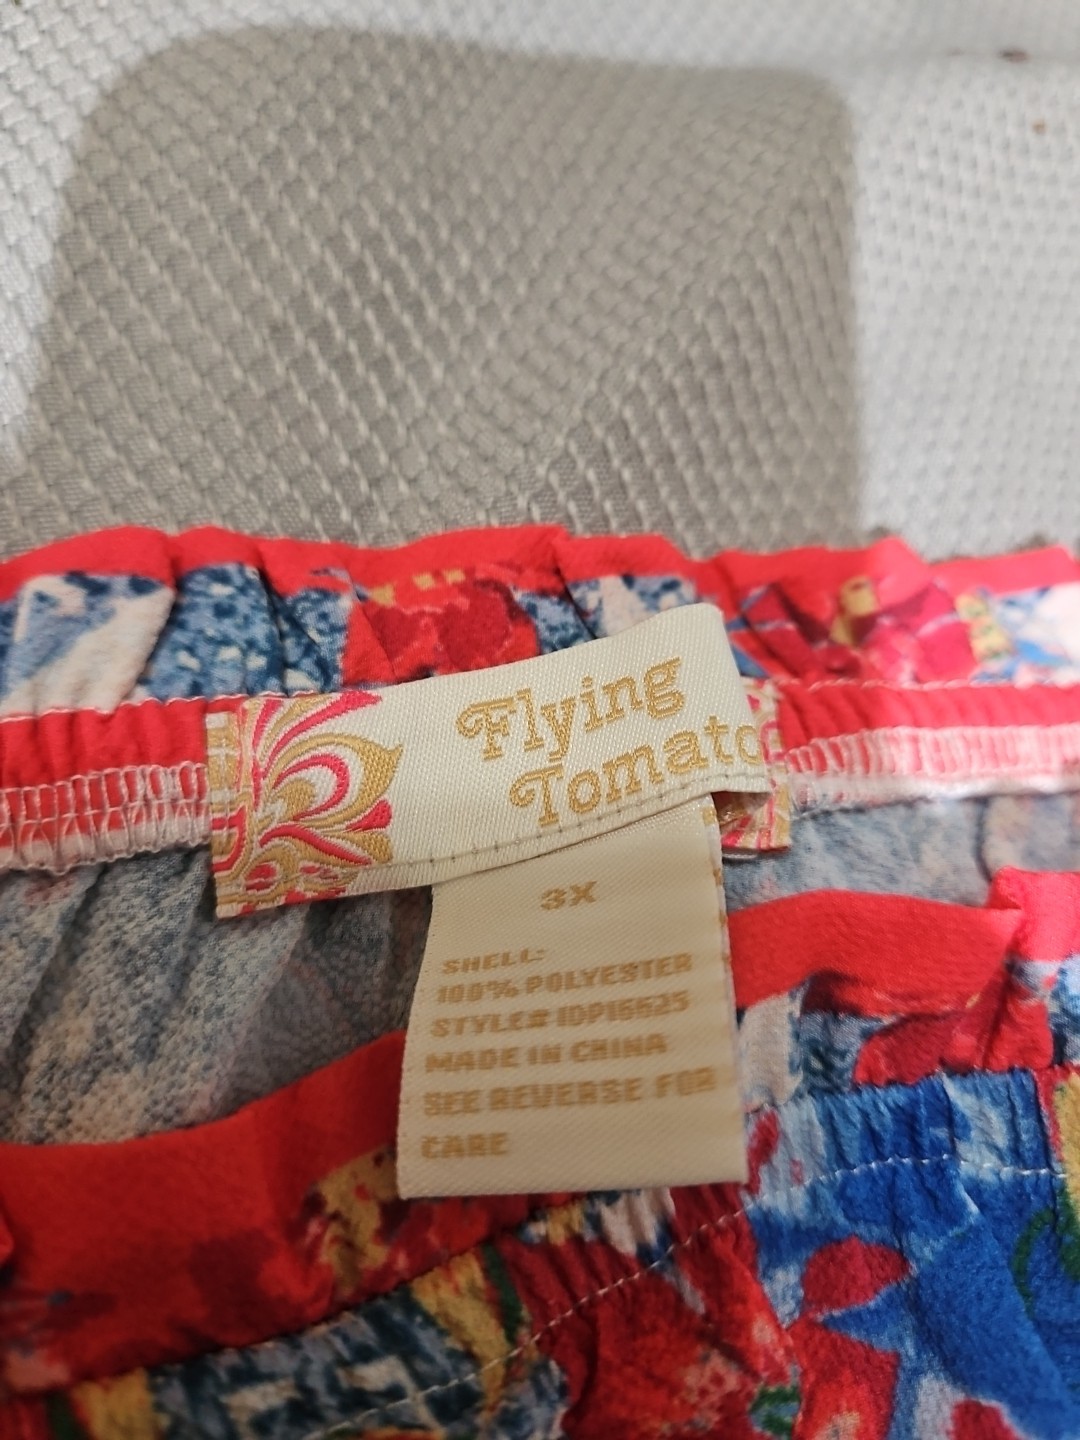 Flying
Tomato
3X
SHELL:
100% POLYESTER
STYLE# IDP16525
MADE IN CHINA
SEE REVERSE FOR
CARE